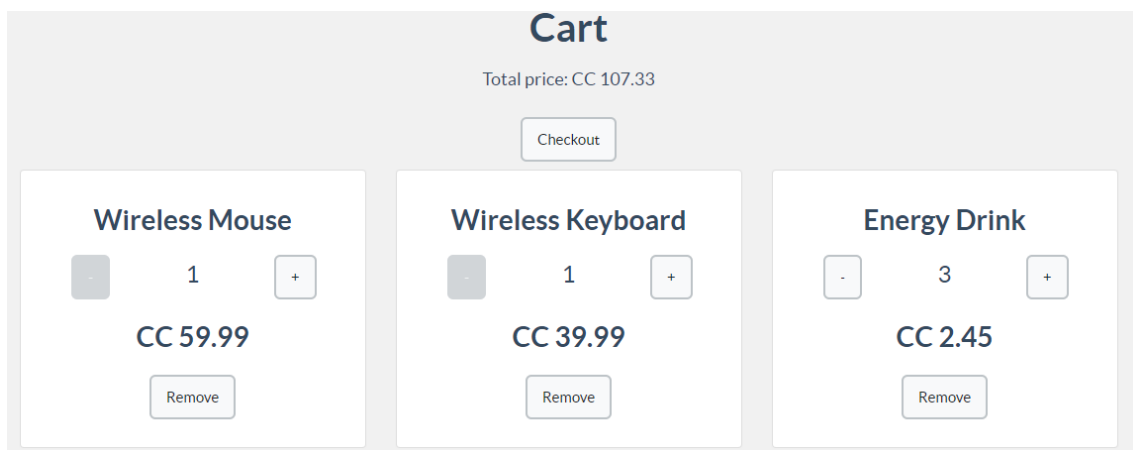 Cart
Total price: CC 107.33
Checkout
Wireless Mouse
- 1 +
CC 59.99
Remove
Wireless Keyboard
- 1 +
CC 39.99
Remove
Energy Drink
- 3 +
CC 2.45
Remove